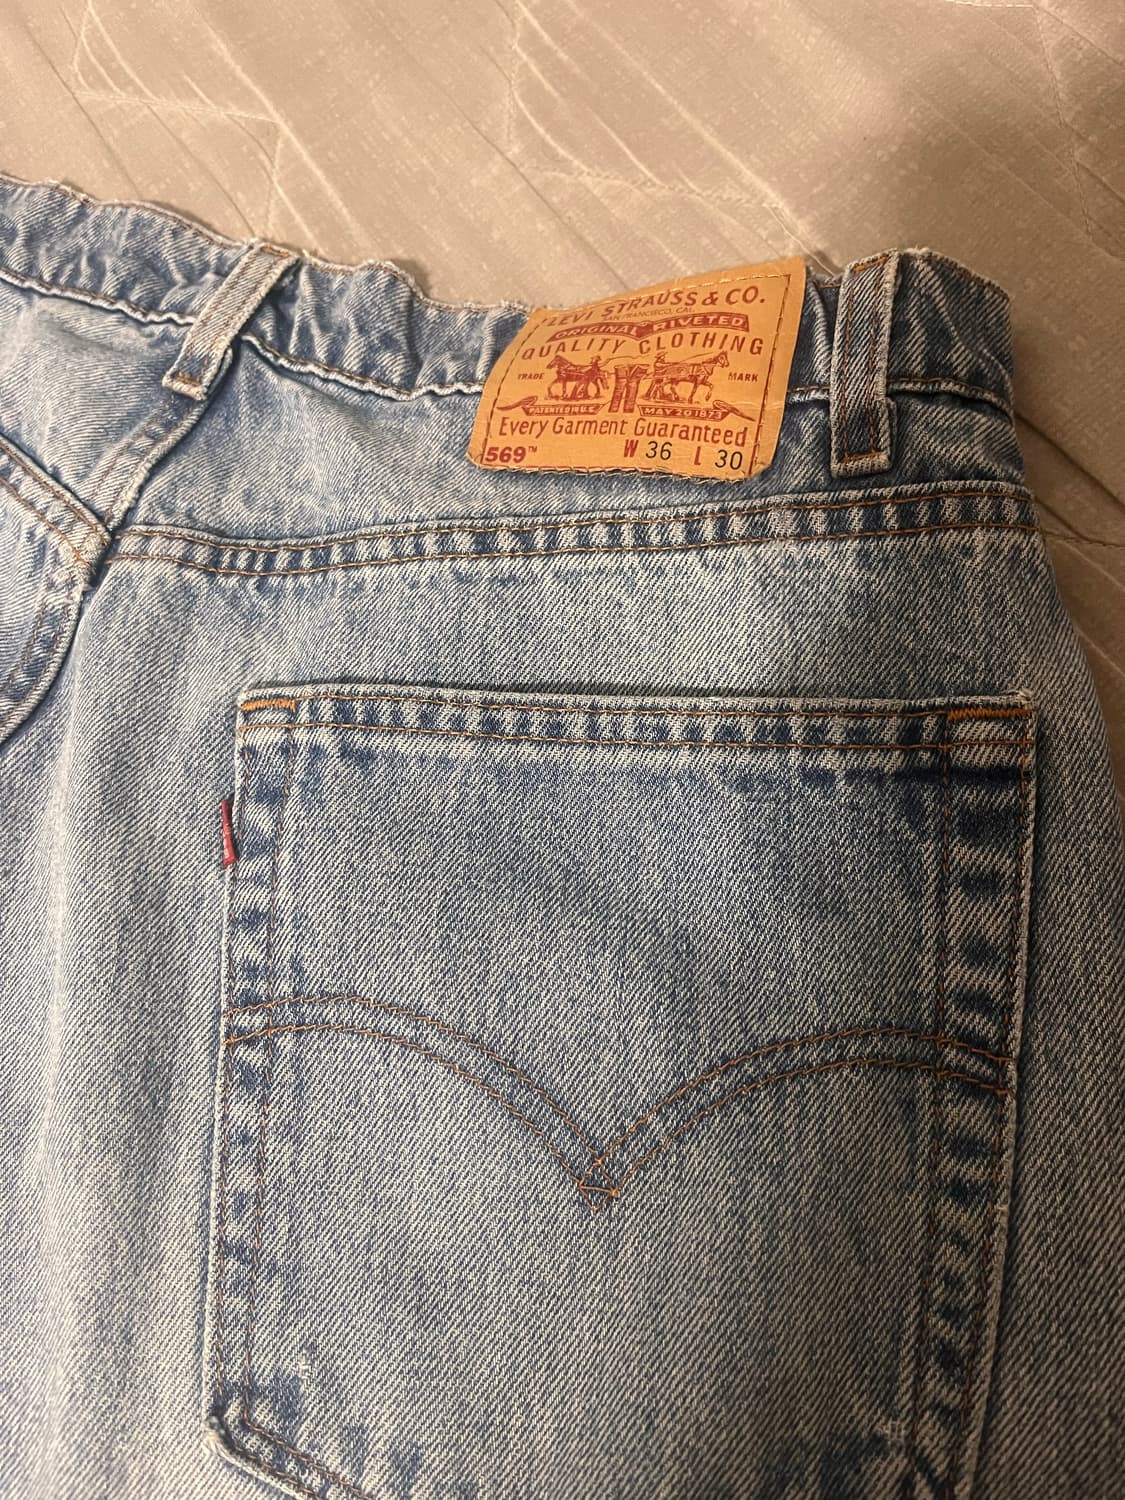 LEVI STRAUSS & CO.
SAN FRANCISCO, CAL.
ORIGINAL RIVETED
QUALITY CLOTHING
TRADE MARK
PATENTED IN U.S. MAY 20 1873
Every Garment Guaranteed
569™ W 36 L 30